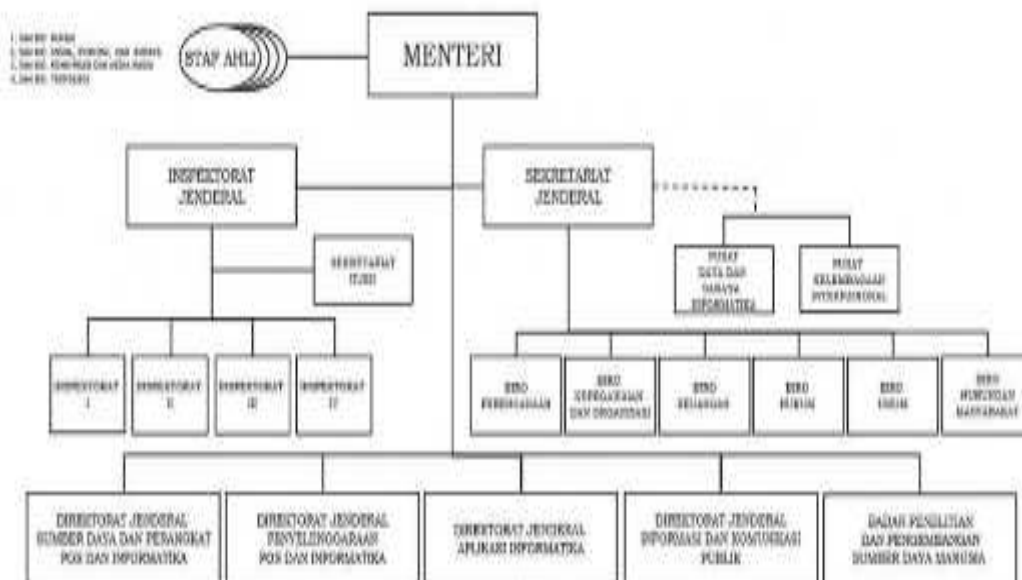 STAF AHLI
MENTERI
INSPEKTORAT
JENDERAL
SEKRETARIAT
JENDERAL
SEKRETARIAT
PUSAT
DATA DAN
SARANA
INFORMATIKA
PUSAT
KELEMBAGAAN
INTERNASIONAL
INSPEKTORAT
I
INSPEKTORAT
II
INSPEKTORAT
III
INSPEKTORAT
IV
BIRO
PERENCANAAN
BIRO
KEPEGAWAIAN
DAN ORGANISASI
BIRO
KEUANGAN
BIRO
HUKUM
BIRO
UMUM
BIRO
HUBUNGAN
MASYARAKAT
DIREKTORAT JENDERAL
SUMBER DAYA DAN PERANGKAT
POS DAN INFORMATIKA
DIREKTORAT JENDERAL
PENYELENGGARAAN
POS DAN INFORMATIKA
DIREKTORAT JENDERAL
APLIKASI INFORMATIKA
DIREKTORAT JENDERAL
INFORMASI DAN KOMUNIKASI
PUBLIK
BADAN PENELITIAN
DAN PENGEMBANGAN
SUMBER DAYA MANUSIA